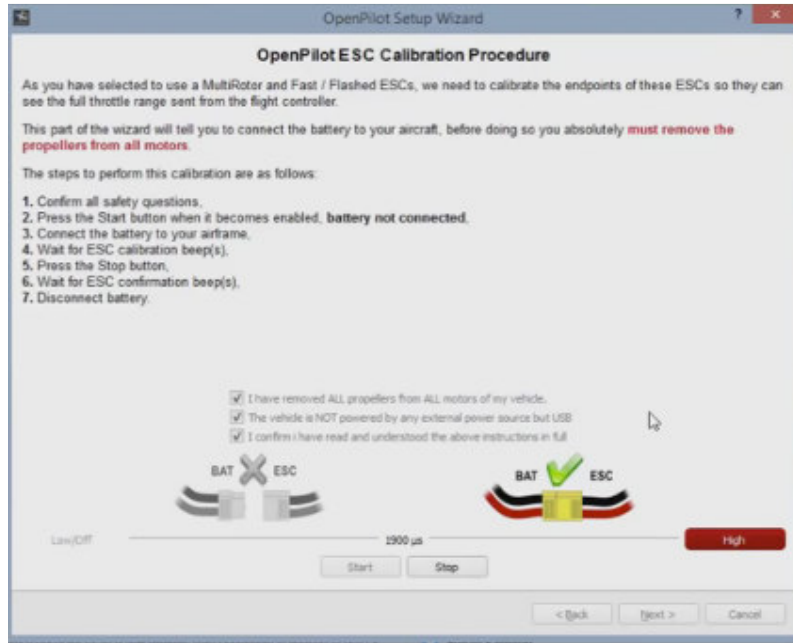 OpenPilot Setup Wizard
?
×
OpenPilot ESC Calibration Procedure
As you have selected to use a MultiRotor and Fast / Flashed ESCs, we need to calibrate the endpoints of these ESCs so they can
see the full throttle range sent from the flight controller.
This part of the wizard will tell you to connect the battery to your aircraft, before doing so you absolutely must remove the
propellers from all motors.
The steps to perform this calibration are as follows:
1. Confirm all safety questions,
2. Press the Start button when it becomes enabled, battery not connected,
3. Connect the battery to your airframe,
4. Wait for ESC calibration beep(s),
5. Press the Stop button,
6. Wait for ESC confirmation beep(s),
7. Disconnect battery.
I have removed ALL propellers from ALL motors of my vehicle.
The vehicle is NOT powered by any external power source but USB
I confirm i have read and understood the above instructions in full
BAT ESC
BAT ESC
Low/Off 1900 µs High
Start Stop
< Back Next > Cancel